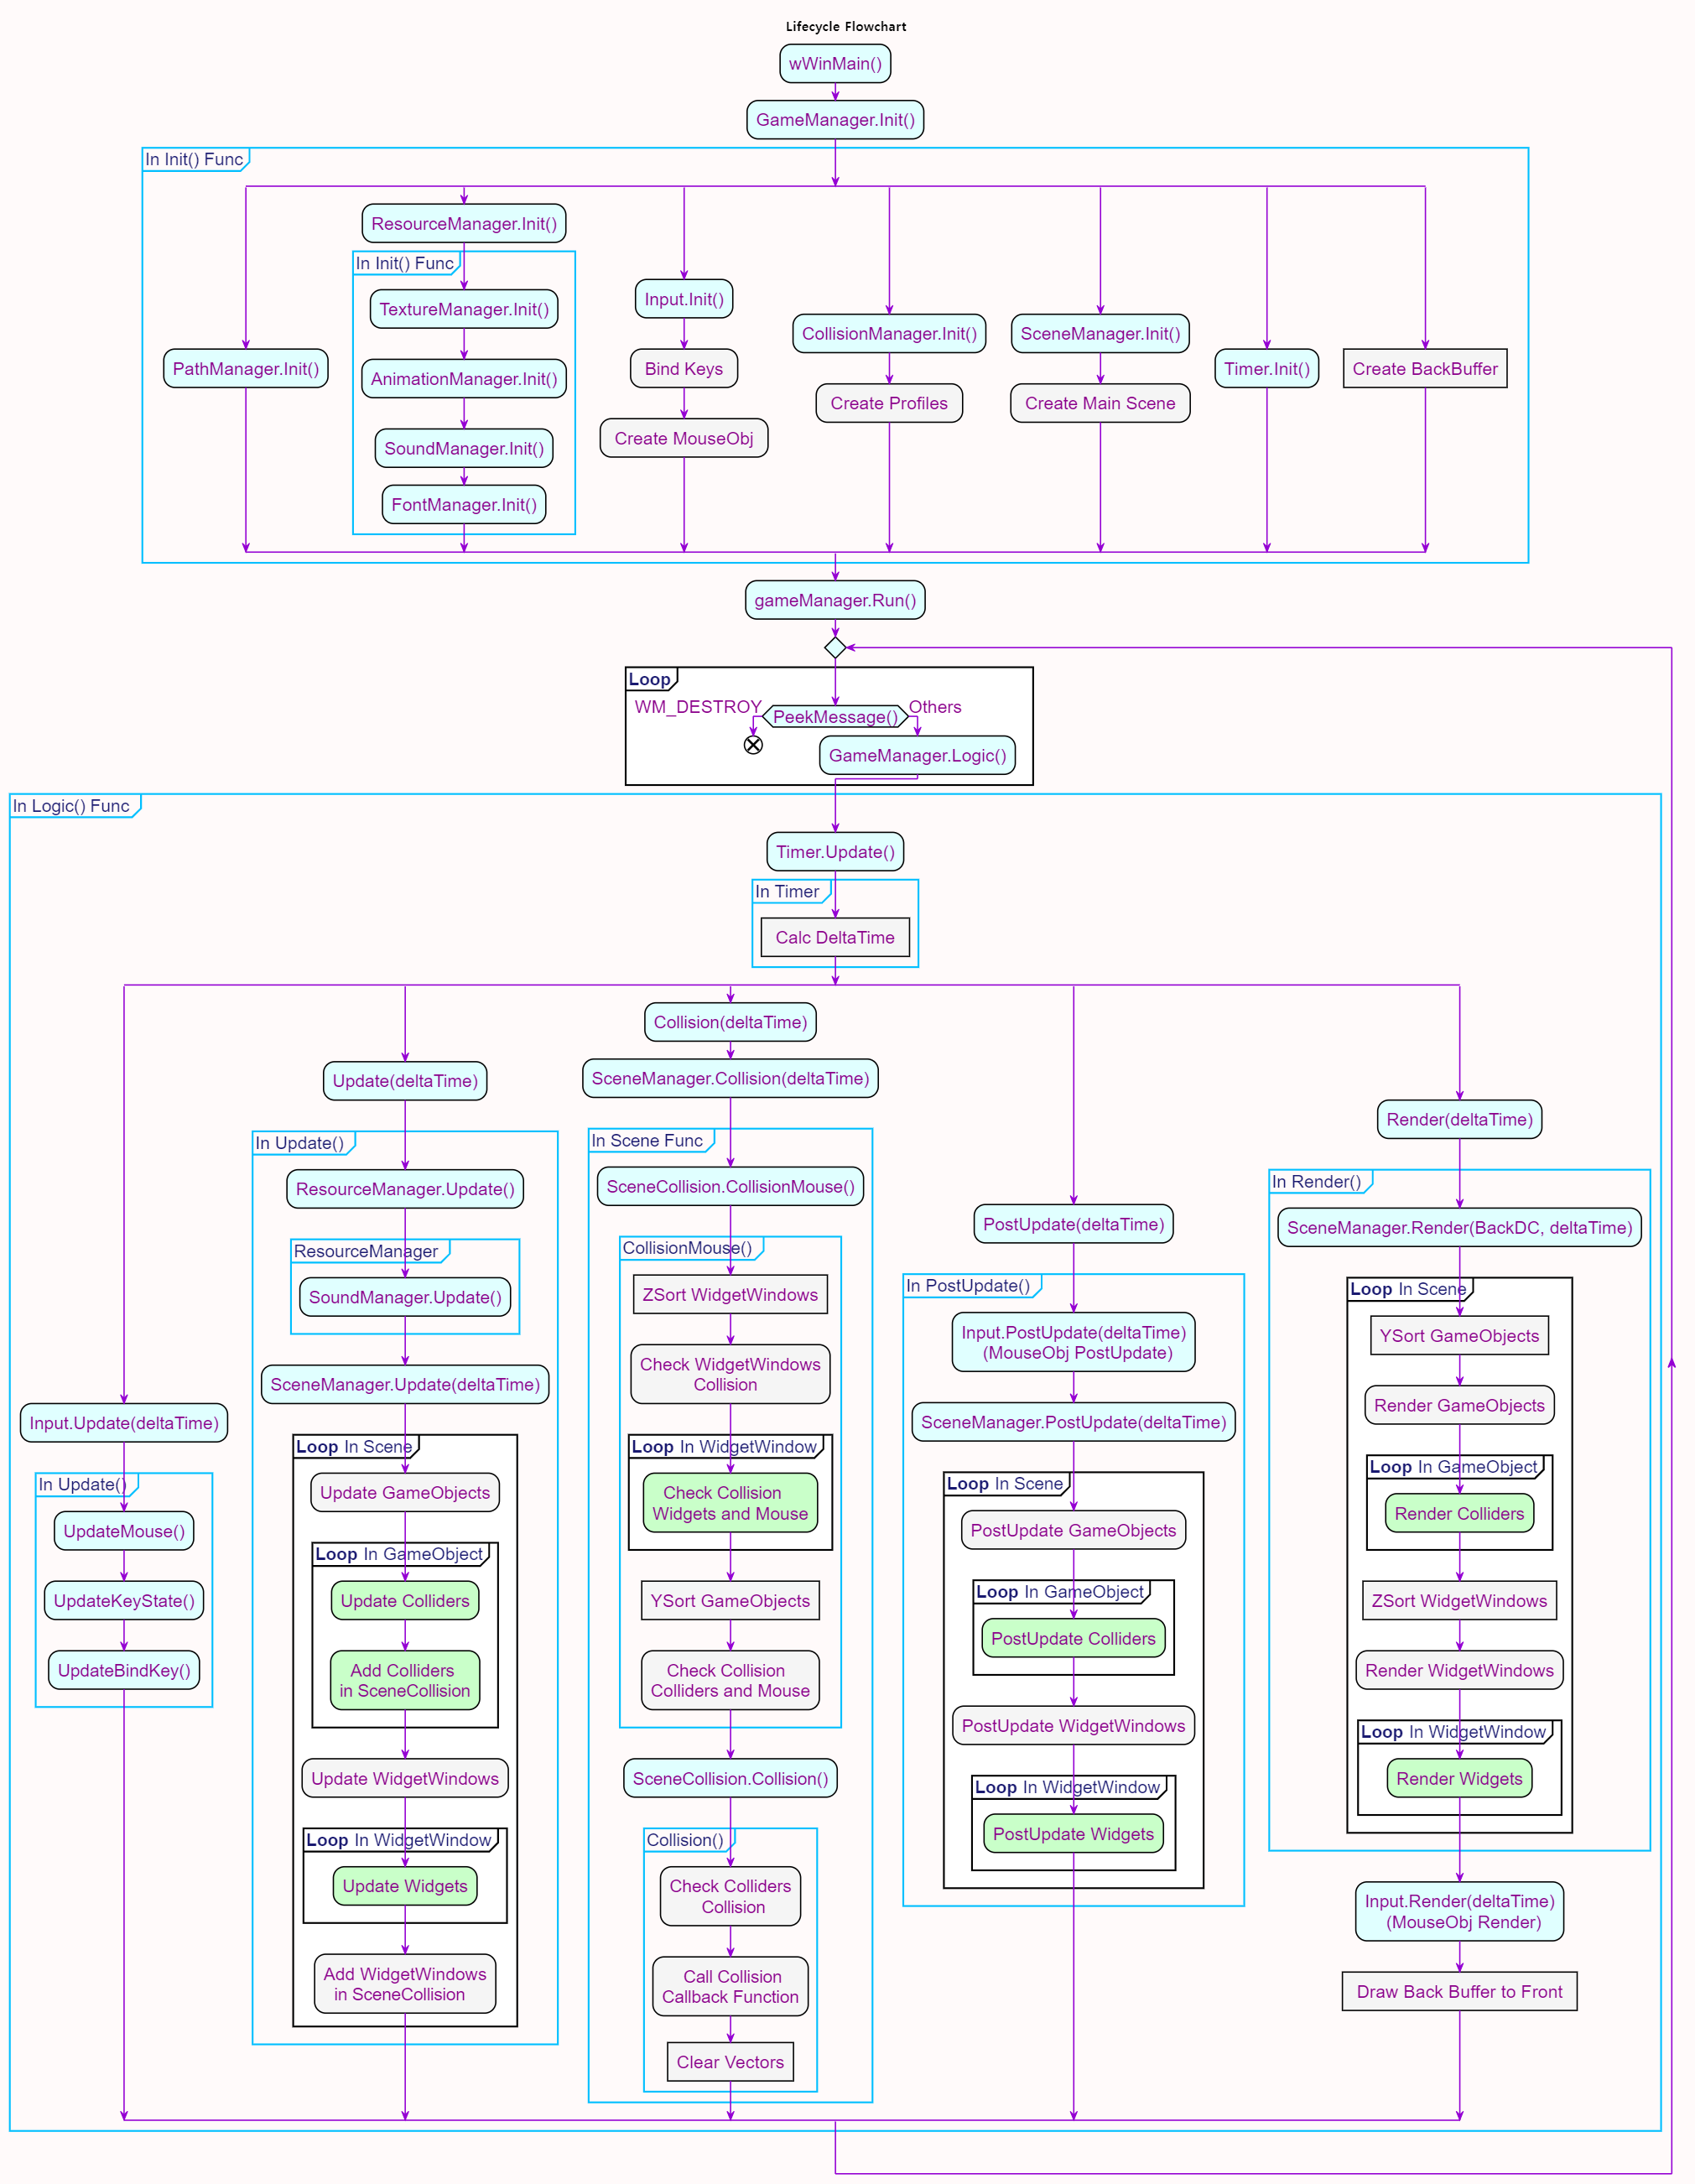 Lifecycle Flowchart
wWinMain()
GameManager.Init()
In Init() Func
PathManager.Init()
ResourceManager.Init()
In Init() Func
TextureManager.Init()
AnimationManager.Init()
SoundManager.Init()
FontManager.Init()
Input.Init()
Bind Keys
Create MouseObj
CollisionManager.Init()
Create Profiles
SceneManager.Init()
Create Main Scene
Timer.Init()
Create BackBuffer
gameManager.Run()
Loop
WM_DESTROY
PeekMessage()
Others
GameManager.Logic()
In Logic() Func
Timer.Update()
In Timer
Calc DeltaTime
Input.Update(deltaTime)
In Update()
UpdateMouse()
UpdateKeyState()
UpdateBindKey()
Update(deltaTime)
In Update()
ResourceManager.Update()
ResourceManager
SoundManager.Update()
SceneManager.Update(deltaTime)
Loop In Scene
Update GameObjects
Loop In GameObject
Update Colliders
Add Colliders
in SceneCollision
Update WidgetWindows
Loop In WidgetWindow
Update Widgets
Add WidgetWindows
in SceneCollision
Collision(deltaTime)
SceneManager.Collision(deltaTime)
In Scene Func
SceneCollision.CollisionMouse()
CollisionMouse()
ZSort WidgetWindows
Check WidgetWindows
Collision
Loop In WidgetWindow
Check Collision
Widgets and Mouse
YSort GameObjects
Check Collision
Colliders and Mouse
SceneCollision.Collision()
Collision()
Check Colliders
Collision
Call Collision
Callback Function
Clear Vectors
PostUpdate(deltaTime)
In PostUpdate()
Input.PostUpdate(deltaTime)
(MouseObj PostUpdate)
SceneManager.PostUpdate(deltaTime)
Loop In Scene
PostUpdate GameObjects
Loop In GameObject
PostUpdate Colliders
PostUpdate WidgetWindows
Loop In WidgetWindow
PostUpdate Widgets
Render(deltaTime)
In Render()
SceneManager.Render(BackDC, deltaTime)
Loop In Scene
YSort GameObjects
Render GameObjects
Loop In GameObject
Render Colliders
ZSort WidgetWindows
Render WidgetWindows
Loop In WidgetWindow
Render Widgets
Input.Render(deltaTime)
(MouseObj Render)
Draw Back Buffer to Front